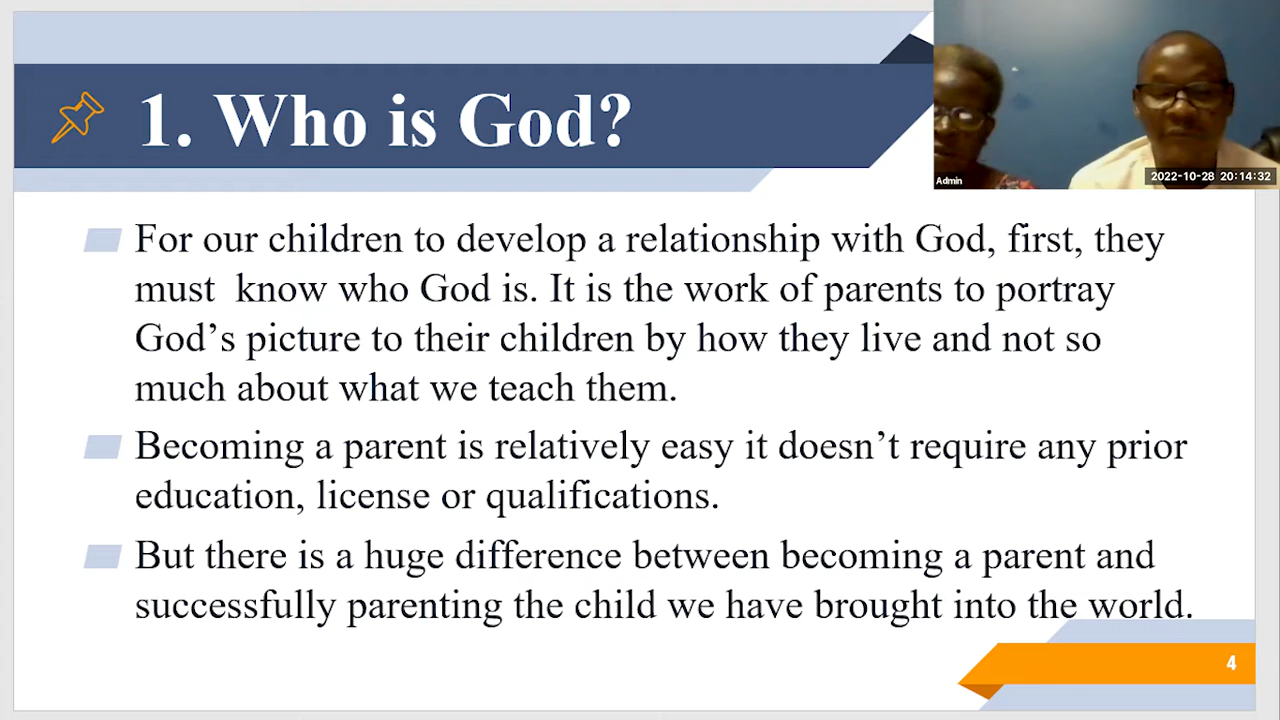 1. Who is God?
Admin
2022-10-28 20:14:32
For our children to develop a relationship with God, first, they
must  know who God is. It is the work of parents to portray
God’s picture to their children by how they live and not so
much about what we teach them.
Becoming a parent is relatively easy it doesn’t require any prior
education, license or qualifications.
But there is a huge difference between becoming a parent and
successfully parenting the child we have brought into the world.
4